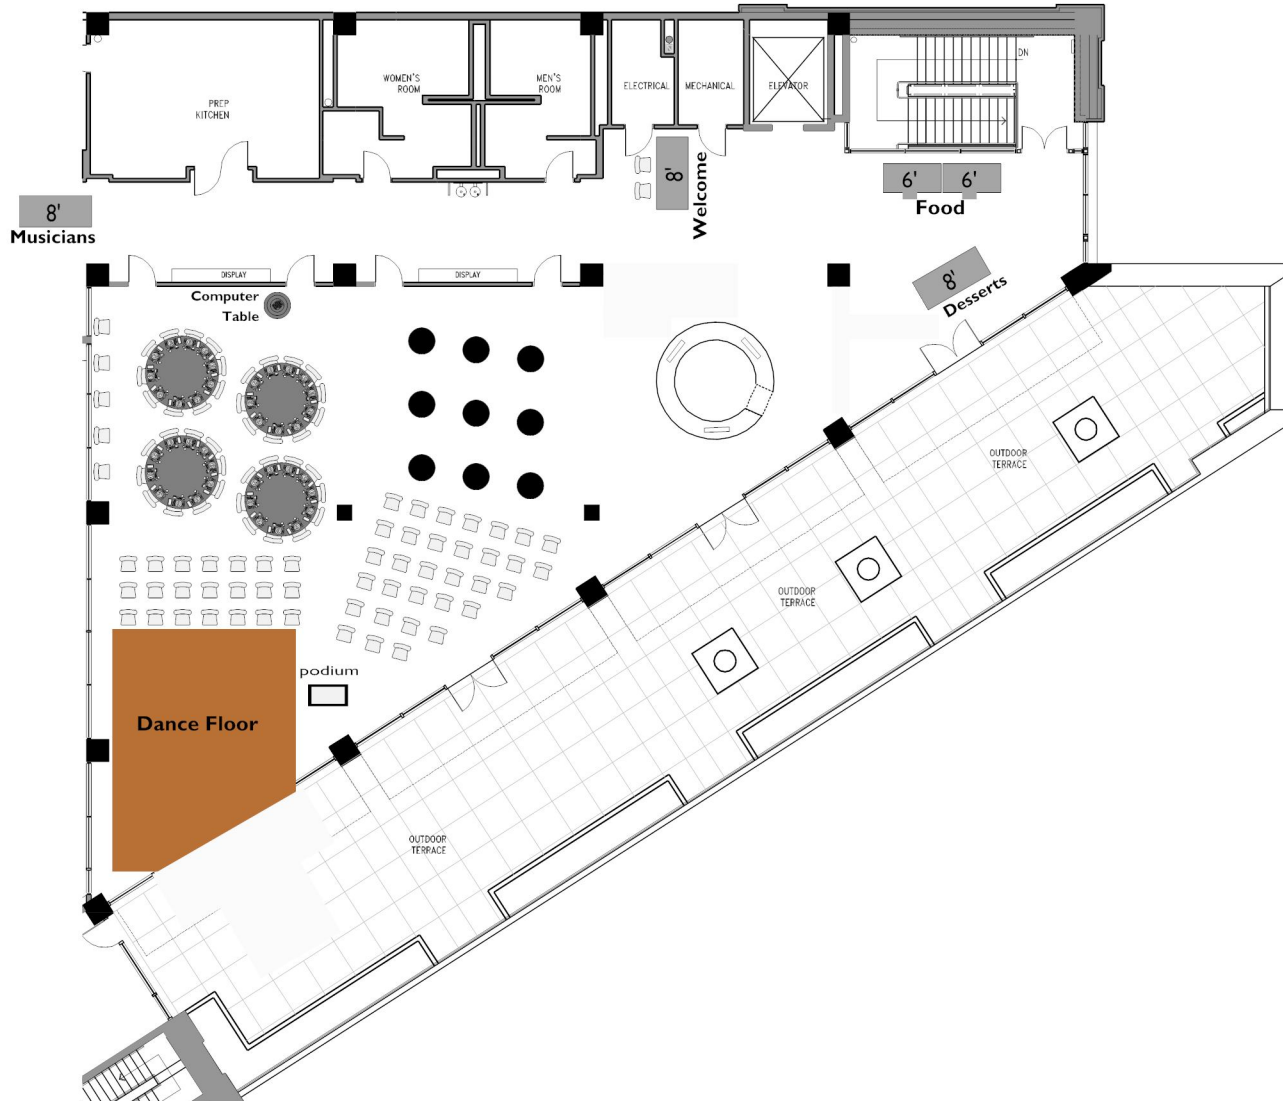 DN
WOMEN'S
ROOM
MEN'S
ROOM
ELECTRICAL
MECHANICAL
ELEVATOR
PREP
KITCHEN
8'
Musicians
8'
Welcome
6'
6'
Food
DISPLAY
DISPLAY
8'
Desserts
Computer
Table
OUTDOOR
TERRACE
OUTDOOR
TERRACE
podium
Dance Floor
OUTDOOR
TERRACE